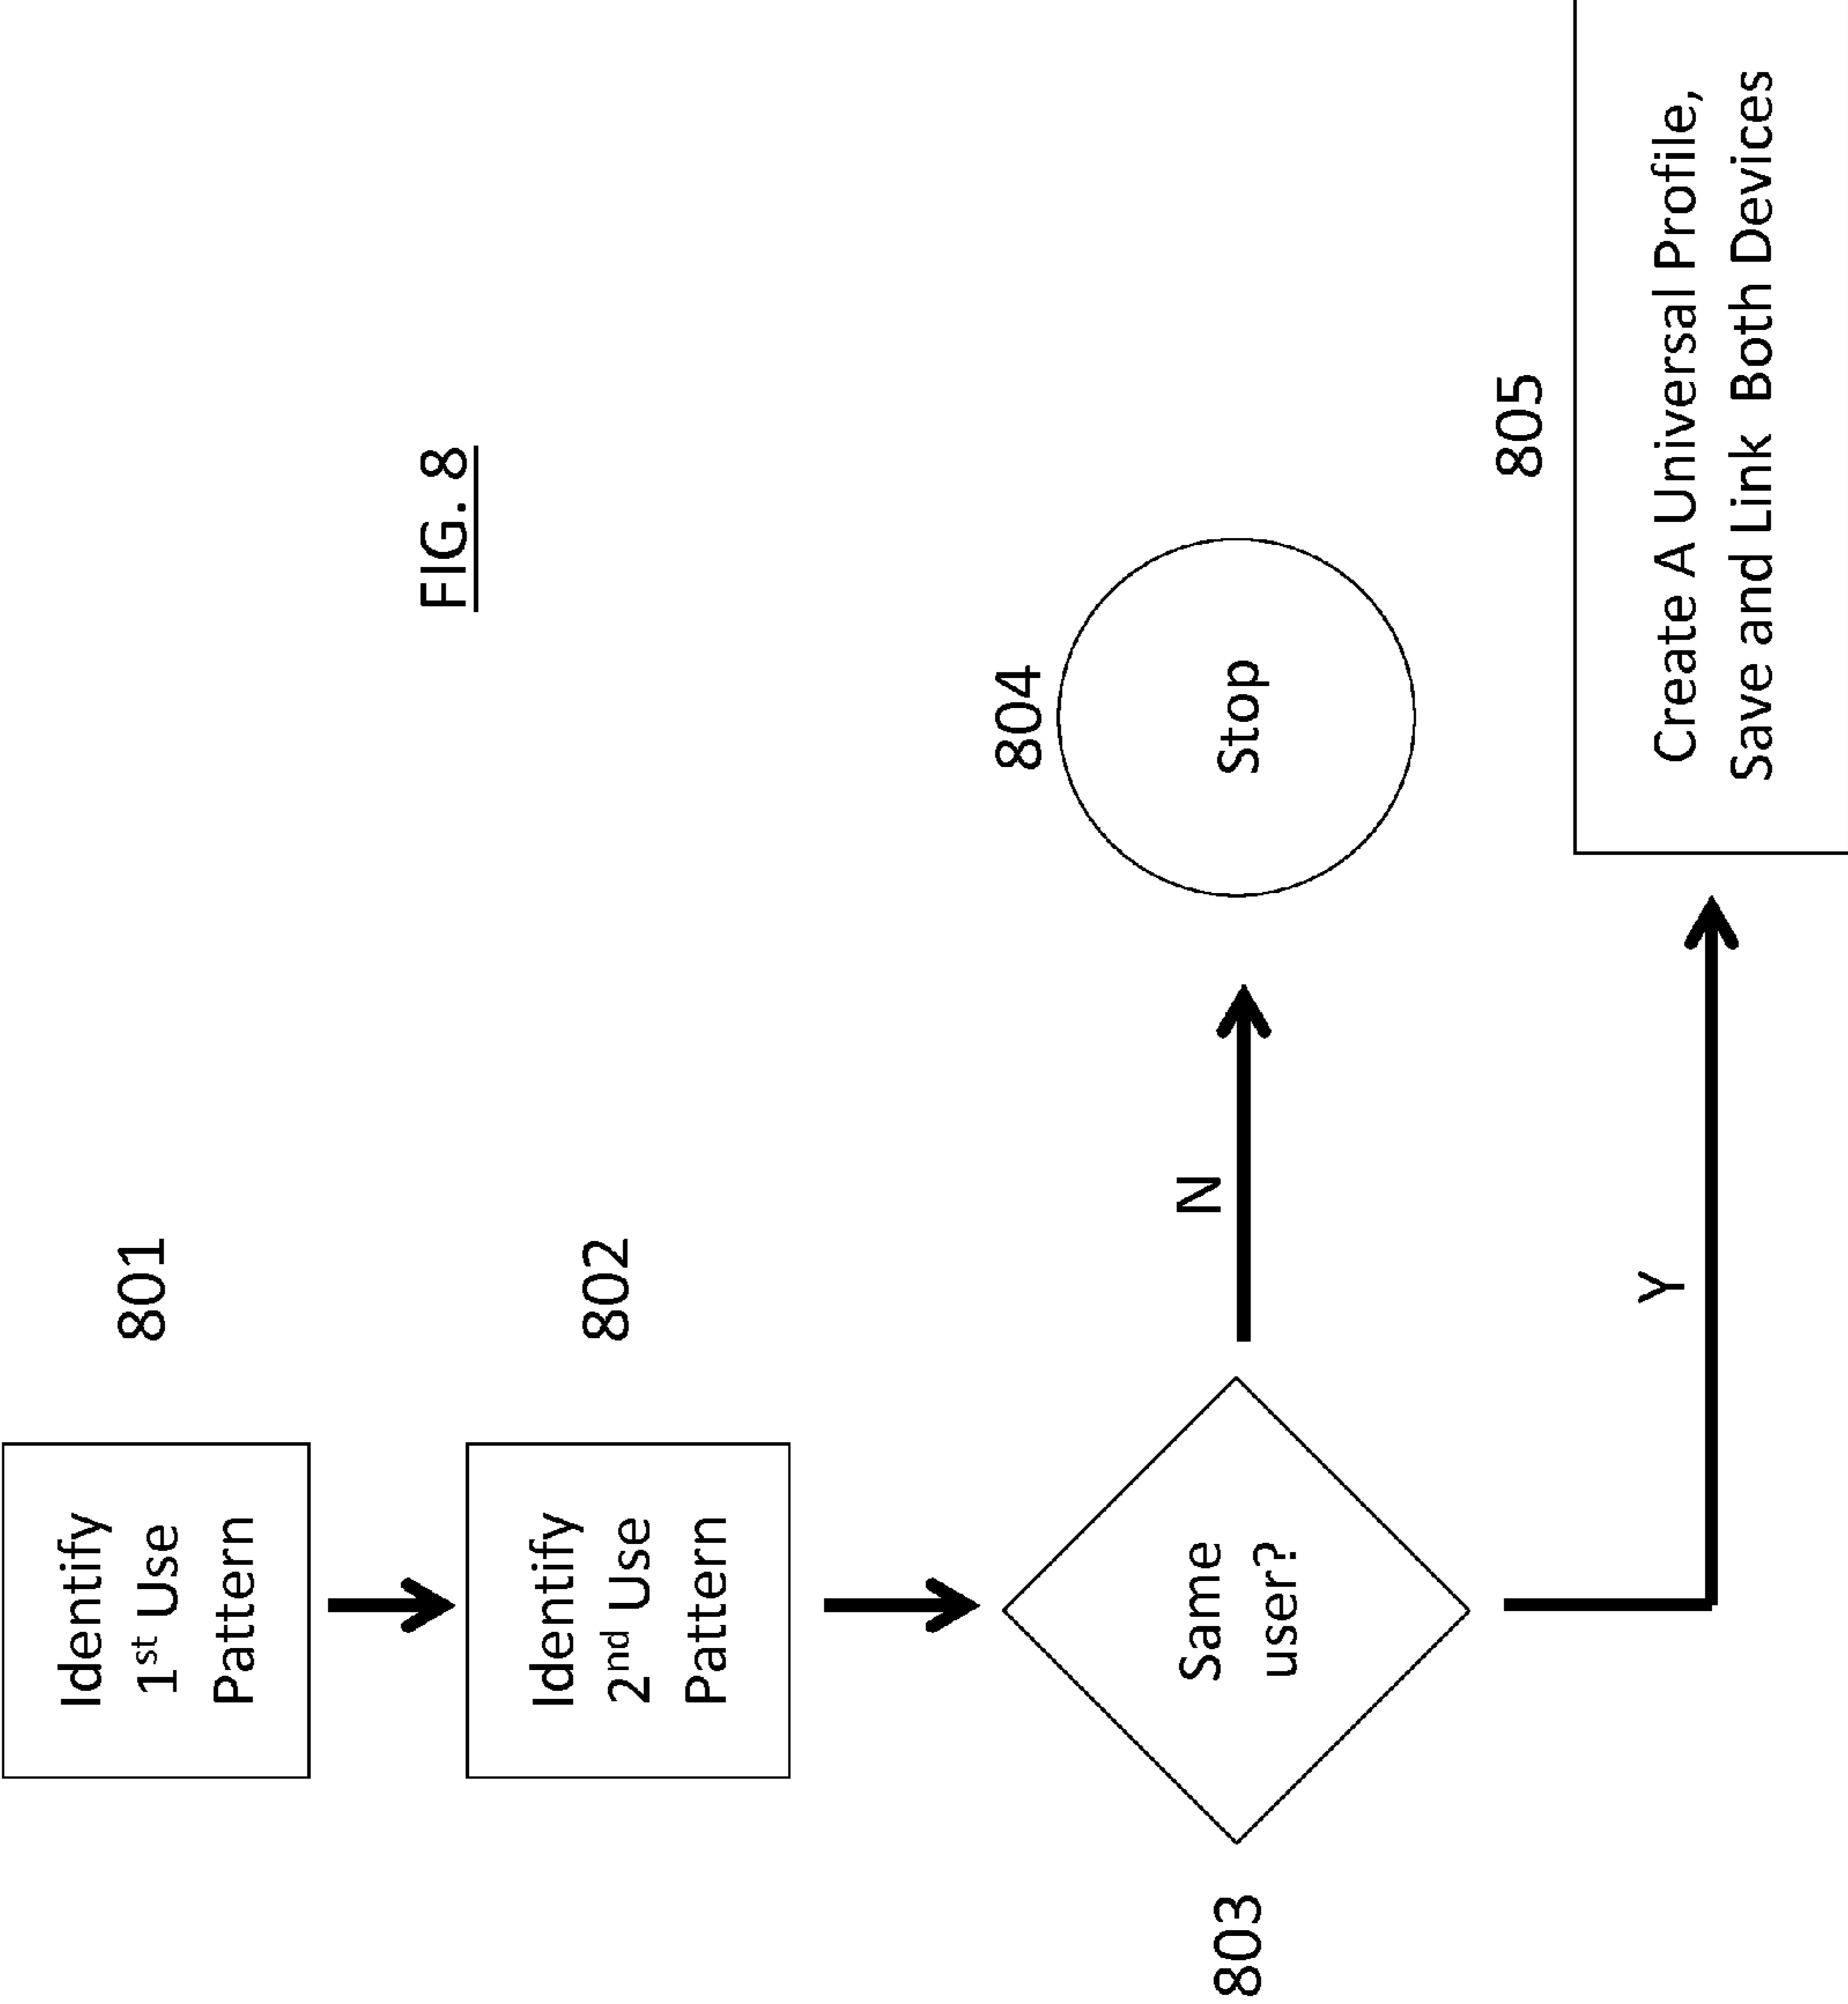 801
Identify
1st Use
Pattern
FIG. 8
802
Identify
2nd Use
Pattern
803
Same
user?
N
804
Stop
Y
805
Create A Universal Profile,
Save and Link Both Devices